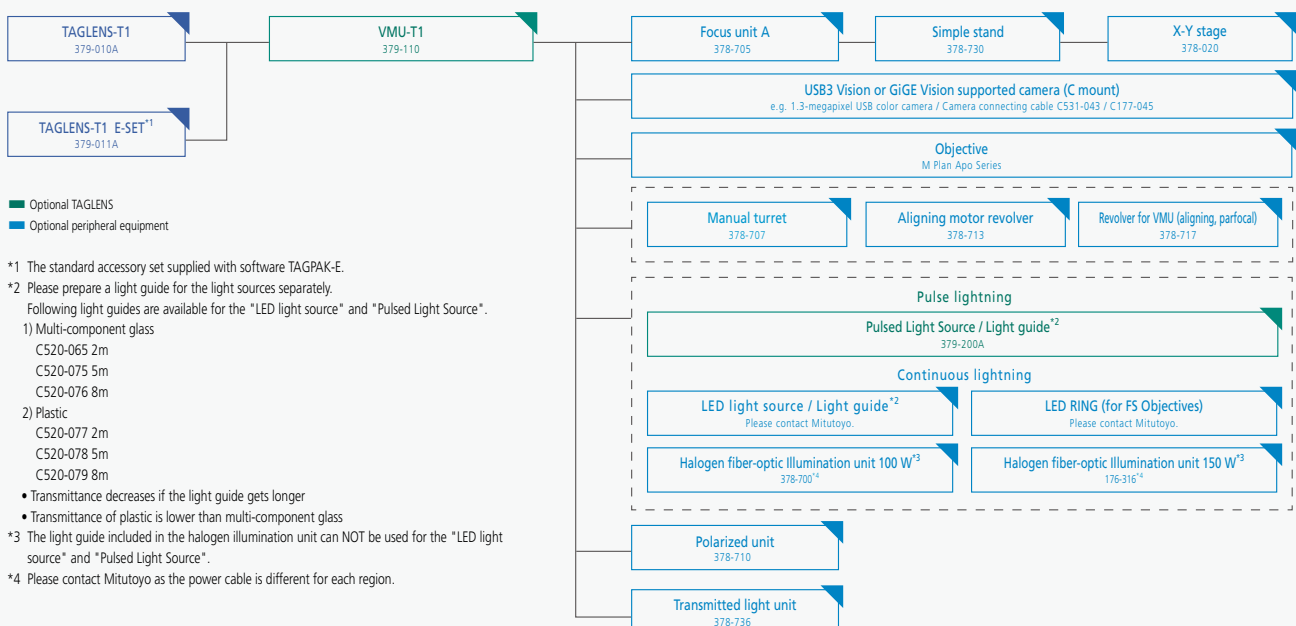 TAGLENS-T1
379-010A
VMU-T1
379-110
Focus unit A
378-705
Simple stand
378-730
X-Y stage
378-020
USB3 Vision or GiGE Vision supported camera (C mount)
e.g. 1.3-megapixel USB color camera / Camera connecting cable C531-043 / C177-045
TAGLENS-T1 E-SET*1
379-011A
Objective
M Plan Apo Series
Optional TAGLENS
Optional peripheral equipment
Manual turret
378-707
Aligning motor revolver
378-713
Revolver for VMU (aligning, parfocal)
378-717
*1 The standard accessory set supplied with software TAGPAK-E.
*2 Please prepare a light guide for the light sources separately.
Following light guides are available for the "LED light source" and "Pulsed Light Source".
1) Multi-component glass
C520-065 2m
C520-075 5m
C520-076 8m
2) Plastic
C520-077 2m
C520-078 5m
C520-079 8m
• Transmittance decreases if the light guide gets longer
• Transmittance of plastic is lower than multi-component glass
*3 The light guide included in the halogen illumination unit can NOT be used for the "LED light
source" and "Pulsed Light Source".
*4 Please contact Mitutoyo as the power cable is different for each region.
Pulse lightning
Pulsed Light Source / Light guide*2
379-200A
Continuous lightning
LED light source / Light guide*2
Please contact Mitutoyo.
LED RING (for FS Objectives)
Please contact Mitutoyo.
Halogen fiber-optic Illumination unit 100 W*3
378-700*4
Halogen fiber-optic Illumination unit 150 W*3
176-316*4
Polarized unit
378-710
Transmitted light unit
378-736